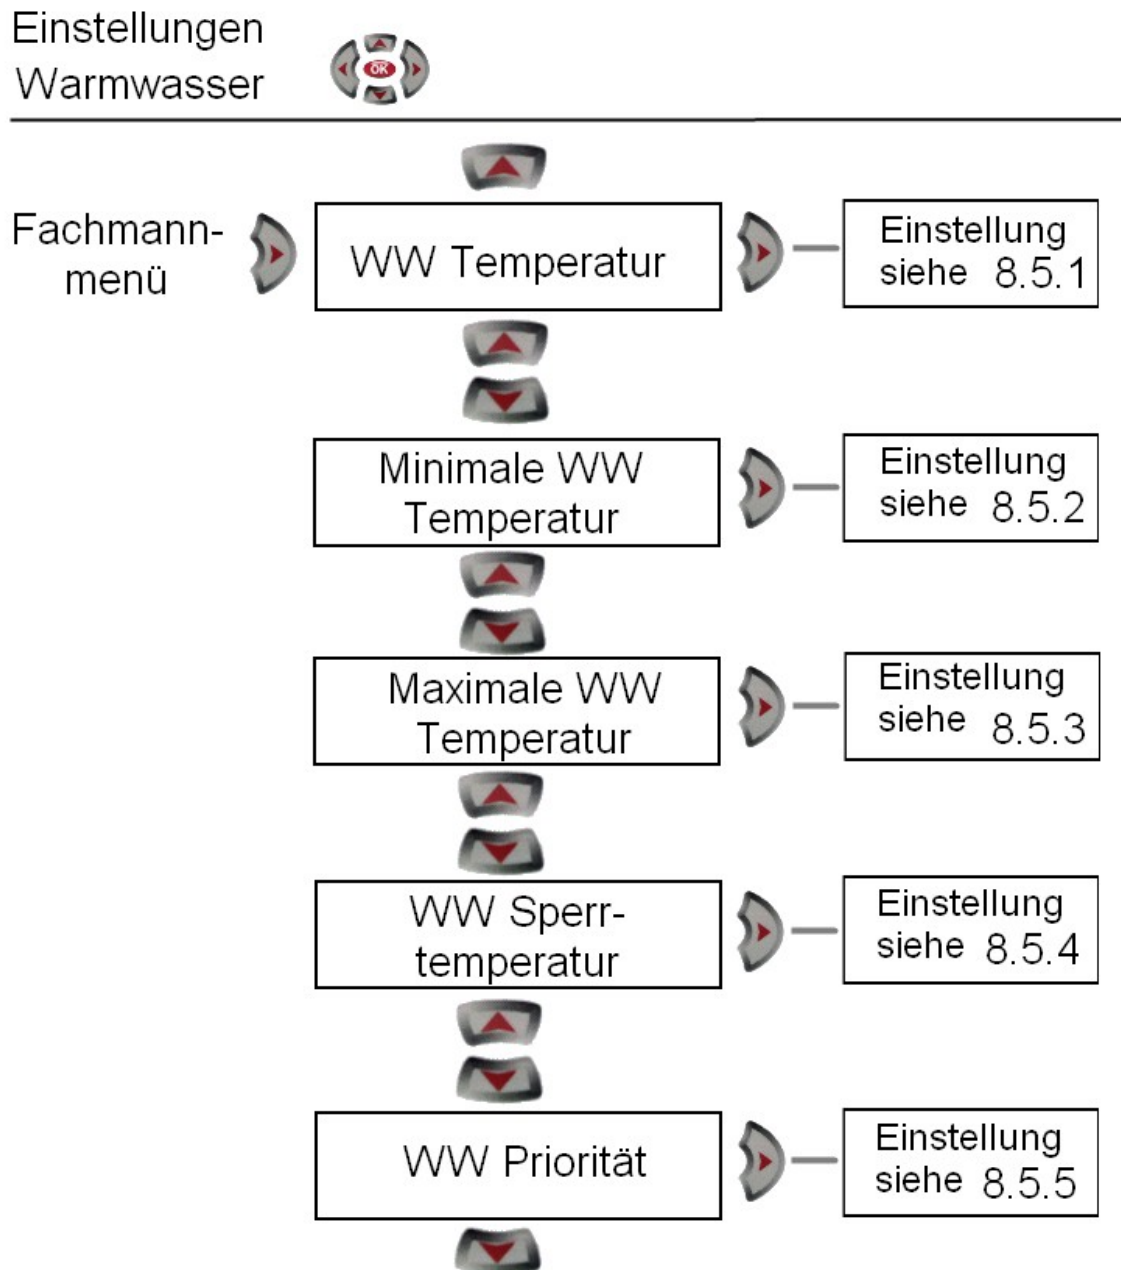 Einstellungen
Warmwasser
OK
Fachmann-
menü
WW Temperatur
Einstellung
siehe 8.5.1
Minimale WW
Temperatur
Einstellung
siehe 8.5.2
Maximale WW
Temperatur
Einstellung
siehe 8.5.3
WW Sperr-
temperatur
Einstellung
siehe 8.5.4
WW Priorität
Einstellung
siehe 8.5.5